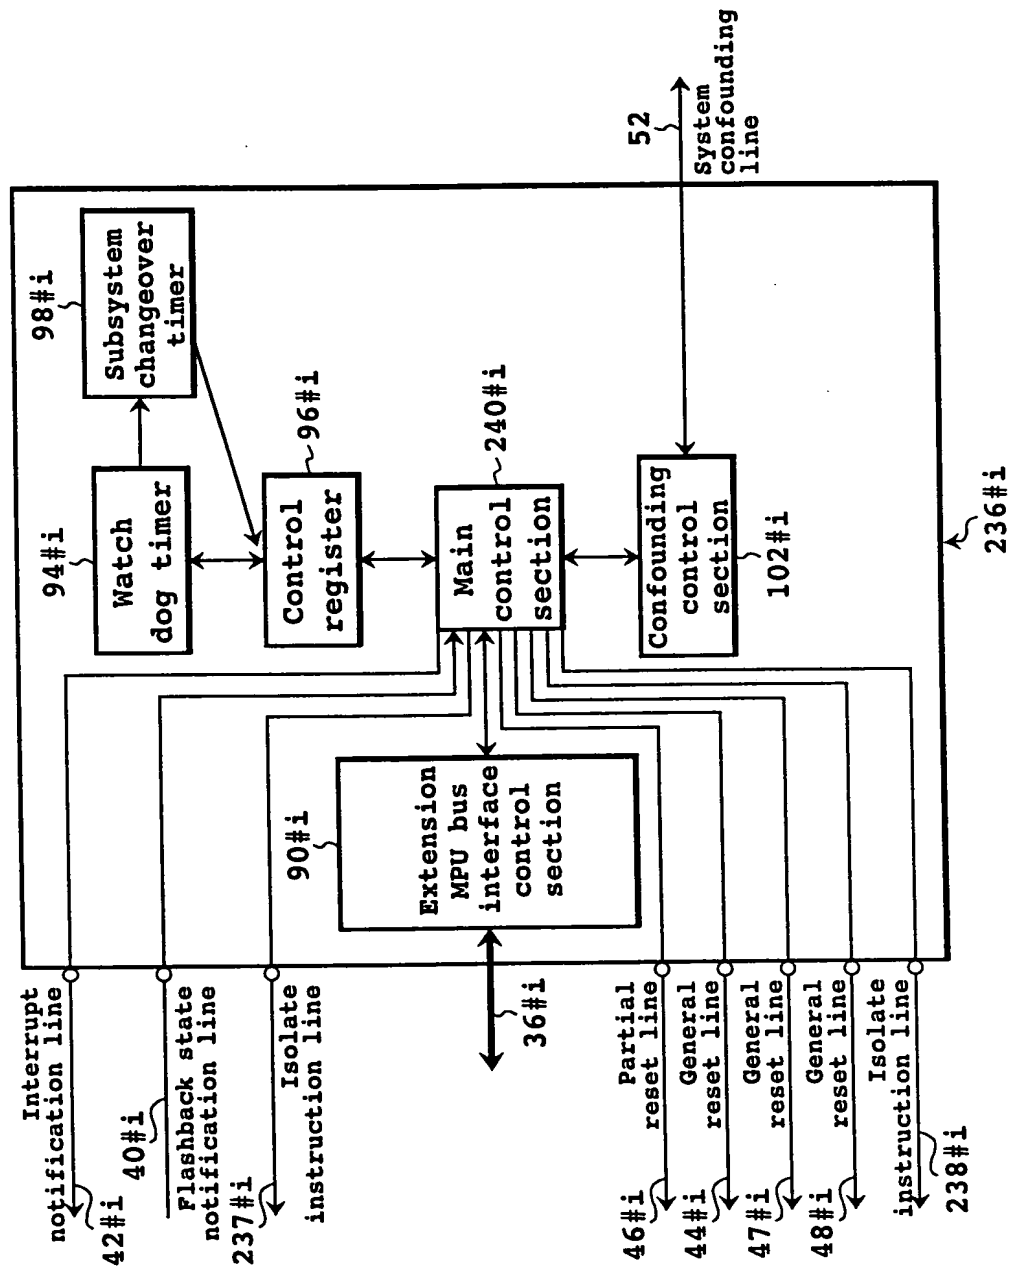 Interrupt
notification line
42#i
40#i
Flashback state
notification line
237#i
Isolate
instruction line
36#i
Partial
reset line
46#i
General
reset line
44#i
General
reset line
47#i
General
reset line
48#i
Isolate
instruction line
238#i
94#i
Watch
dog timer
98#i
Subsystem
changeover
timer
96#i
Control
register
90#i
Extension
MPU bus
interface
control
section
240#i
Main
control
section
Confounding
control
section
102#i
52
System
confounding
line
236#i